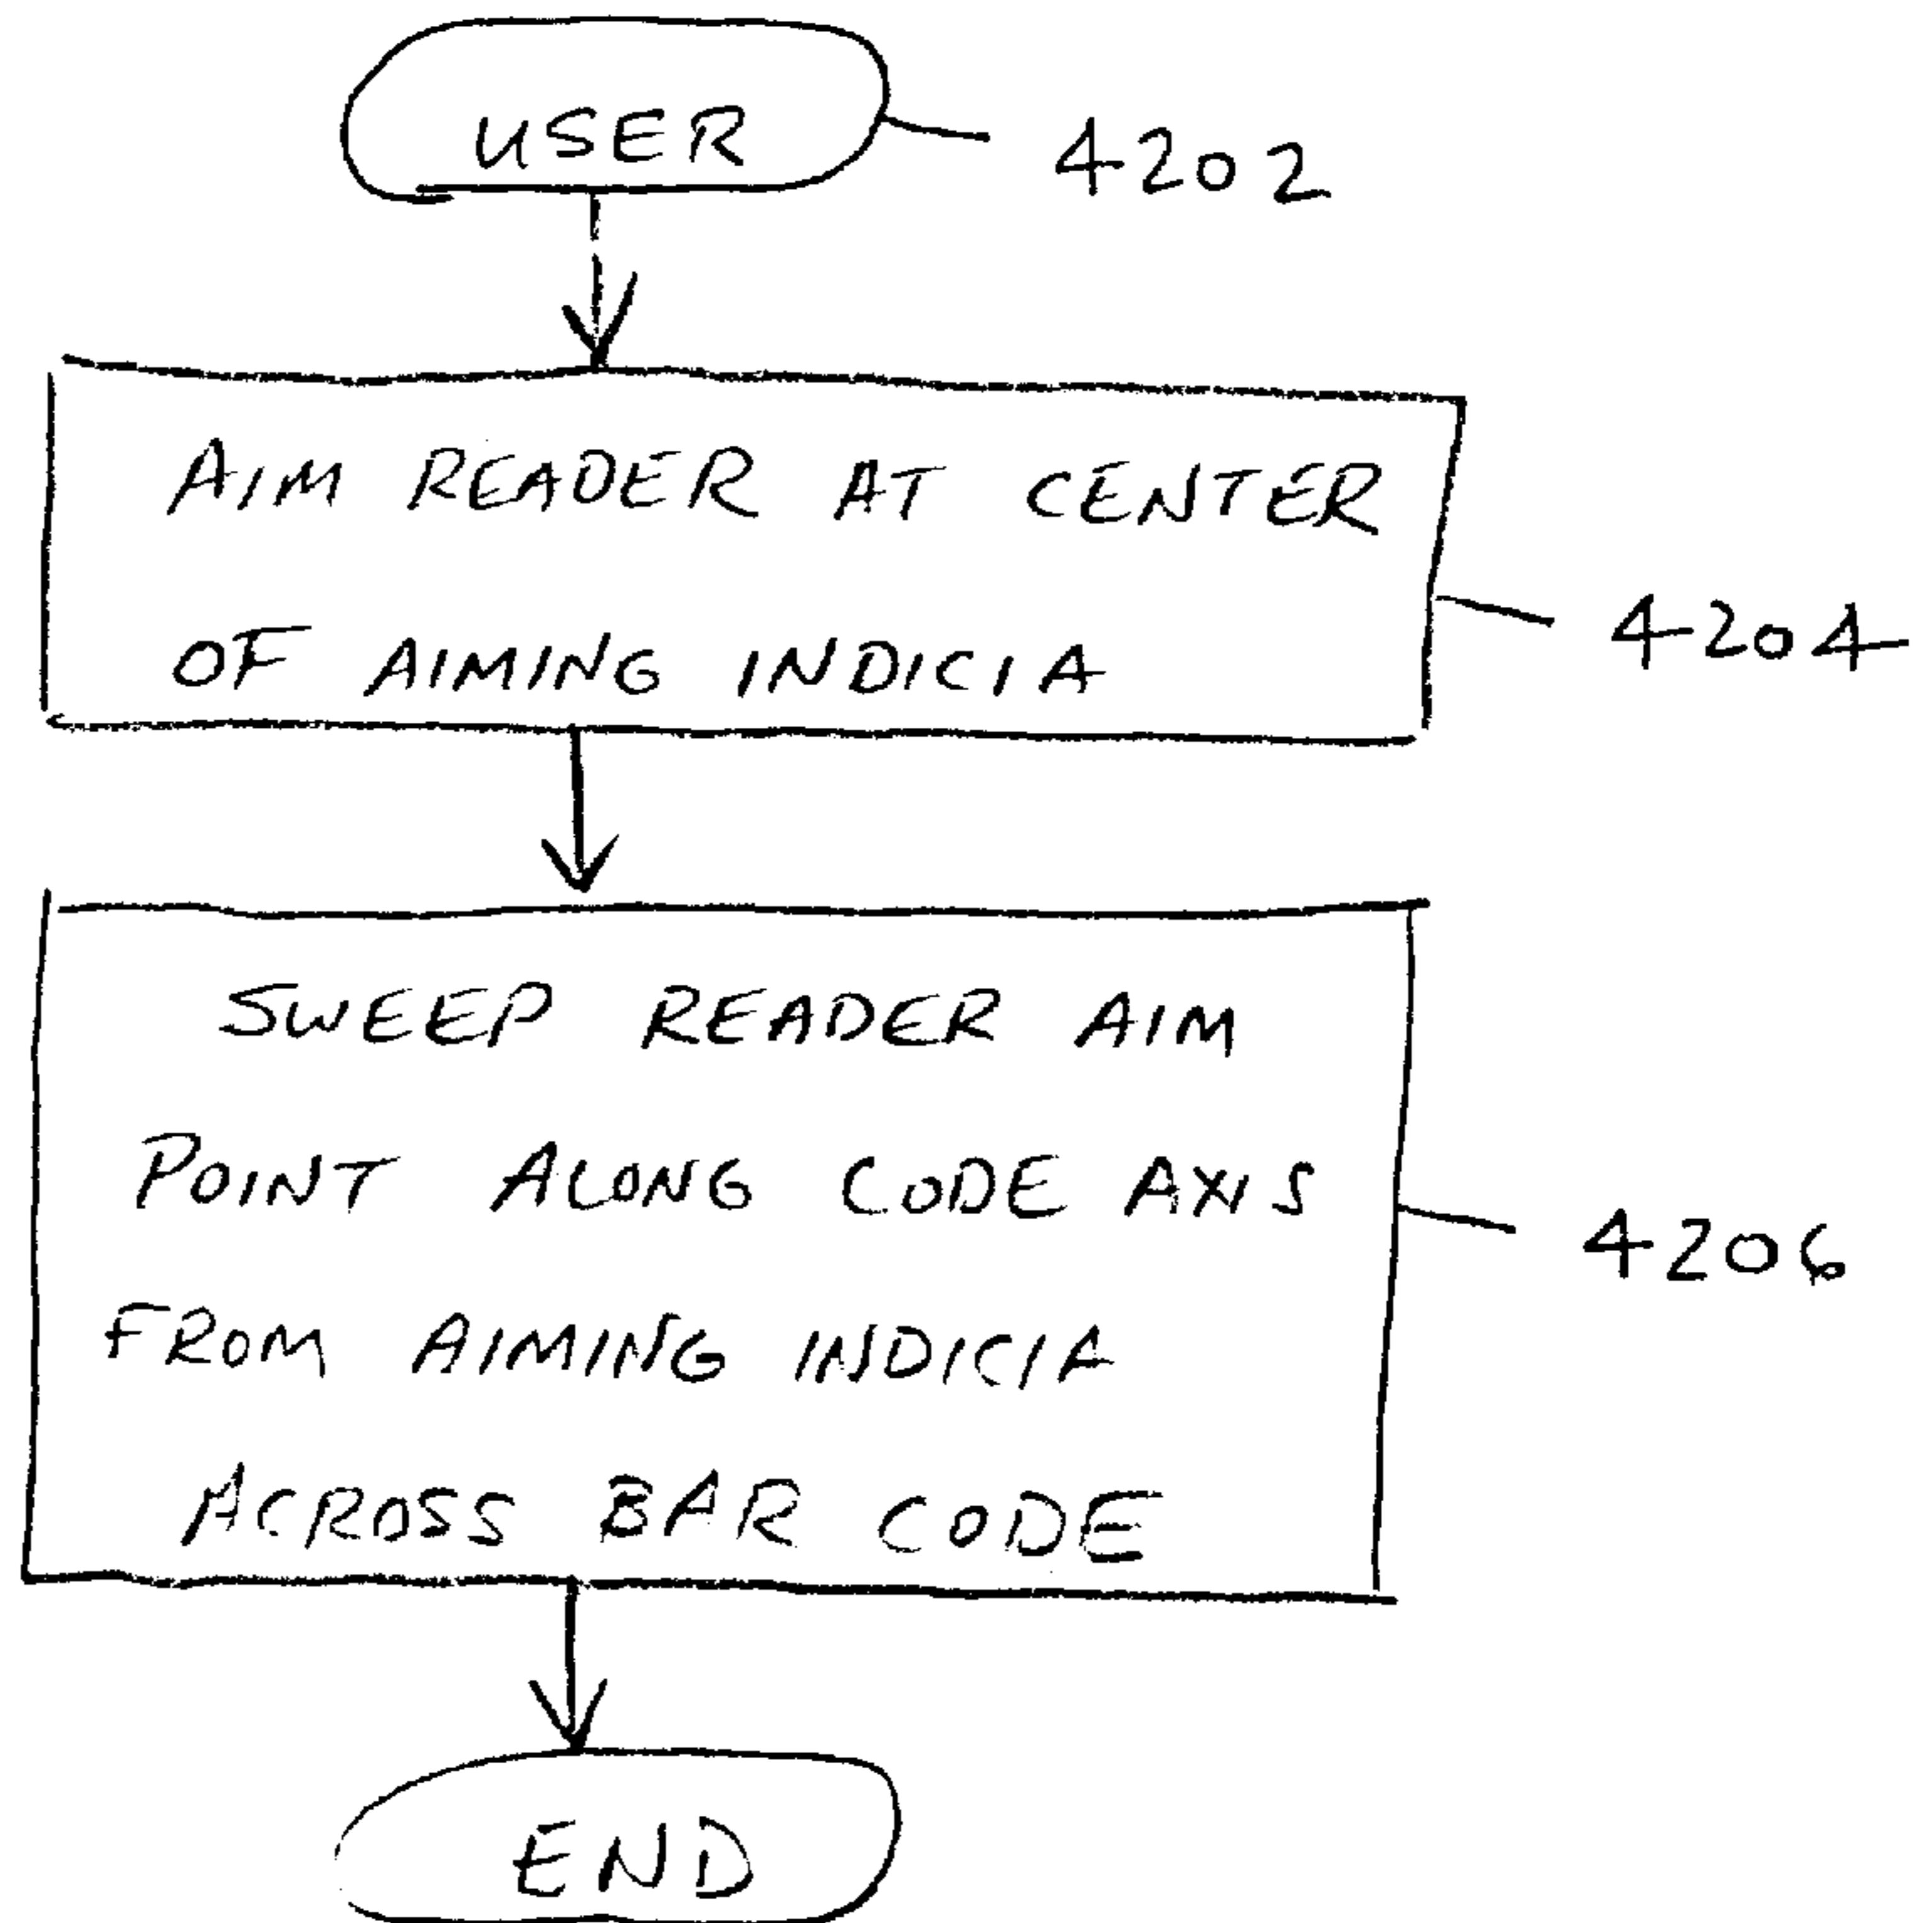 USER
4202
AIM READER AT CENTER
OF AIMING INDICIA
4204
SWEEP READER AIM
POINT ALONG CODE AXIS
FROM AIMING INDICIA
ACROSS BAR CODE
4206
END